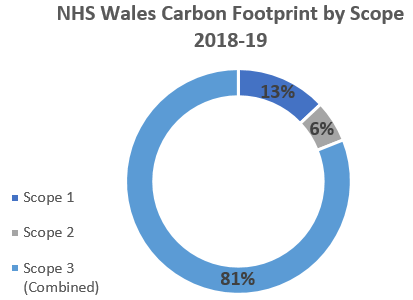 NHS Wales Carbon Footprint by Scope
2018-19
13%
6%
81%
Scope 1
Scope 2
Scope 3
(Combined)